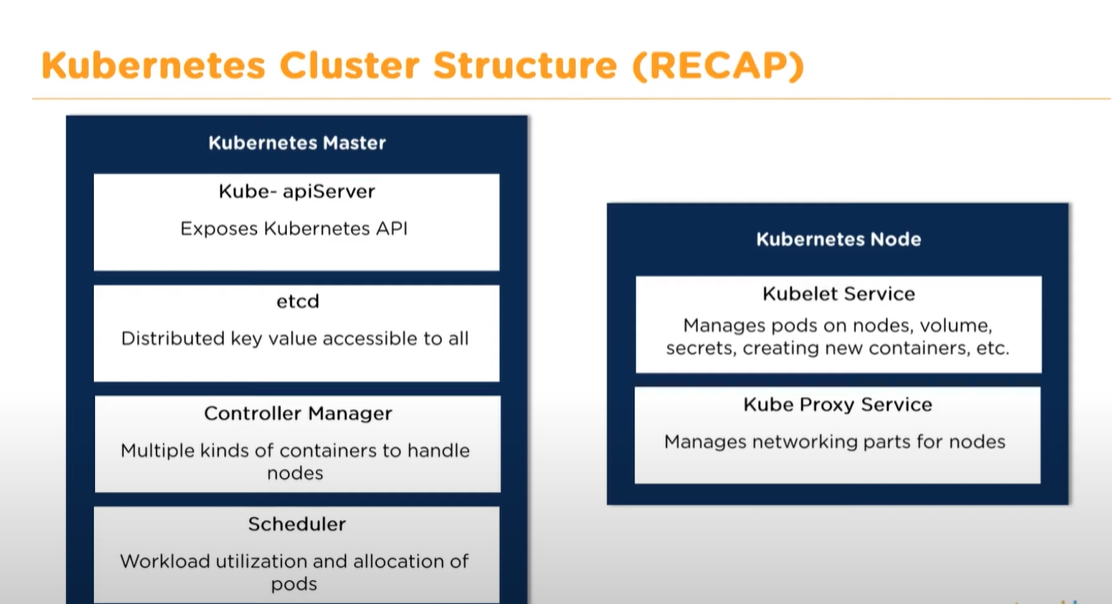 Kubernetes Cluster Structure (RECAP)
Kubernetes Master
Kube- apiServer
Exposes Kubernetes API
etcd
Distributed key value accessible to all
Controller Manager
Multiple kinds of containers to handle
nodes
Scheduler
Workload utilization and allocation of
pods
Kubernetes Node
Kubelet Service
Manages pods on nodes, volume,
secrets, creating new containers, etc.
Kube Proxy Service
Manages networking parts for nodes